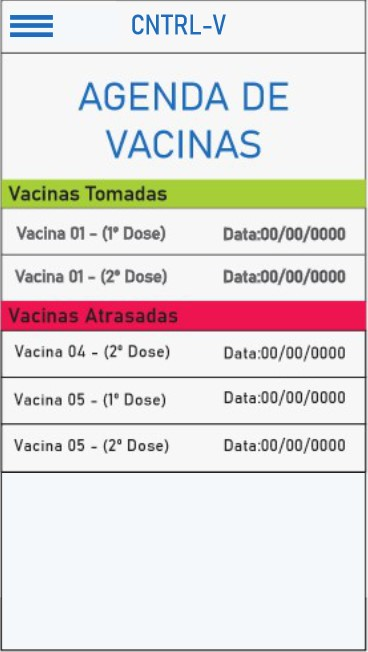 CNTRL-V
AGENDA DE
VACINAS
Vacinas Tomadas
Vacina 01 - (1º Dose) Data:00/00/0000
Vacina 01 - (2º Dose) Data:00/00/0000
Vacinas Atrasadas
Vacina 04 - (2º Dose) Data:00/00/0000
Vacina 05 - (1º Dose) Data:00/00/0000
Vacina 05 - (2º Dose) Data:00/00/0000